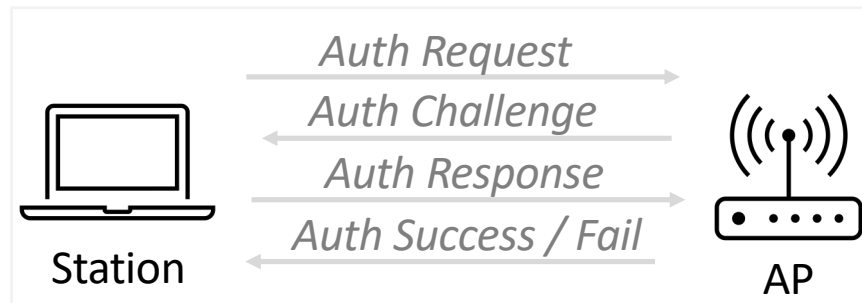 Auth Request
Auth Challenge
Auth Response
Auth Success / Fail
Station
AP